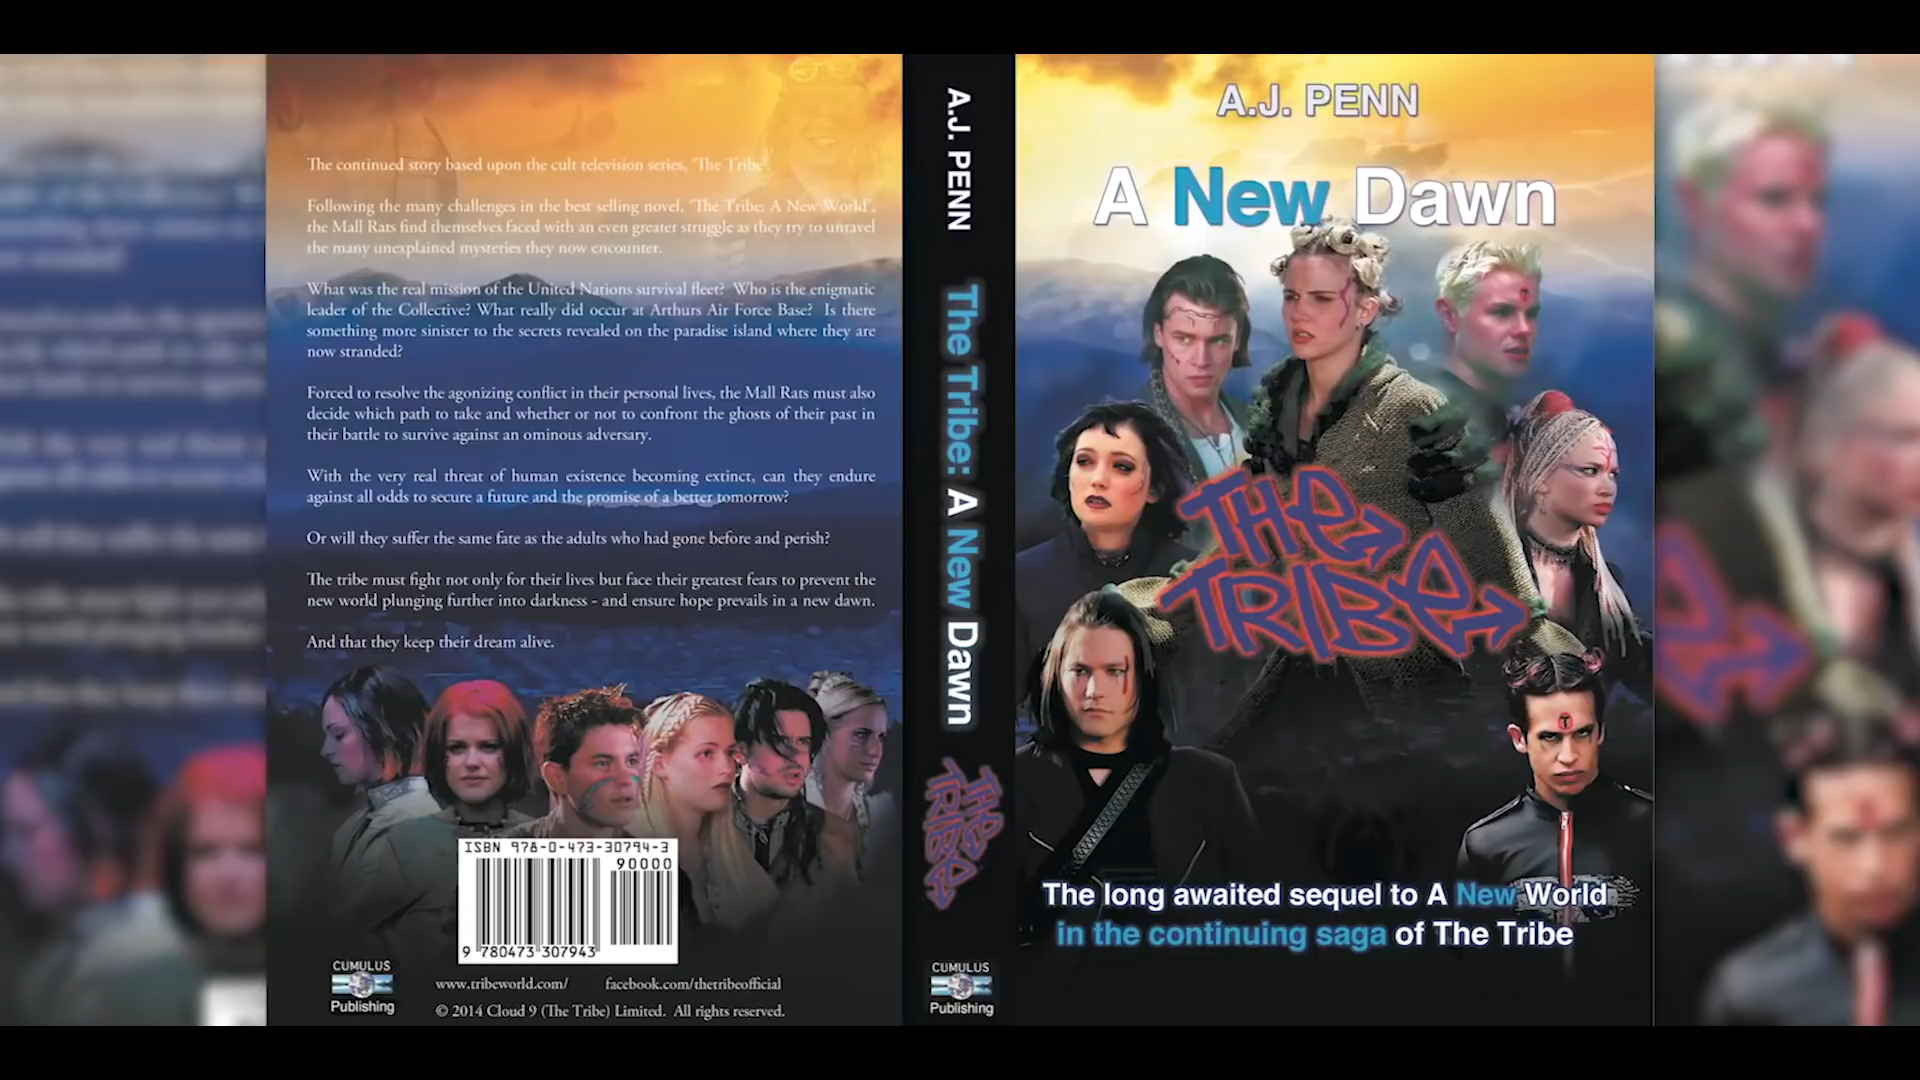 The continued story based upon the cult television series, 'The Tribe'.
Following the many challenges in the best selling novel, 'The Tribe: A New World',
the Mall Rats find themselves faced with an even greater struggle as they try to unravel
the many unexplained mysteries they now encounter.
What was the real mission of the United Nations survival fleet? Who is the enigmatic
leader of the Collective? What really did occur at Arthurs Air Force Base? Is there
something more sinister to the secrets revealed on the paradise island where they are
now stranded?
Forced to resolve the agonizing conflict in their personal lives, the Mall Rats must also
decide which path to take and whether or not to confront the ghosts of their past in
their battle to survive against an ominous adversary.
With the very real threat of human existence becoming extinct, can they endure
against all odds to secure a future and the promise of a better tomorrow?
Or will they suffer the same fate as the adults who had gone before and perish?
The tribe must fight not only for their lives but face their greatest fears to prevent the
new world plunging further into darkness - and ensure hope prevails in a new dawn.
And that they keep their dream alive.
ISBN 978-0-473-30794-3
90000
9 780473 307943
CUMULUS
Publishing
www.tribeworld.com/ facebook.com/thetribeofficial
© 2014 Cloud 9 (The Tribe) Limited. All rights reserved.
A.J. PENN
The Tribe: A New Dawn
THE
TRIBE
CUMULUS
Publishing
A.J. PENN
A New Dawn
THE
TRIBE
The long awaited sequel to A New World
in the continuing saga of The Tribe